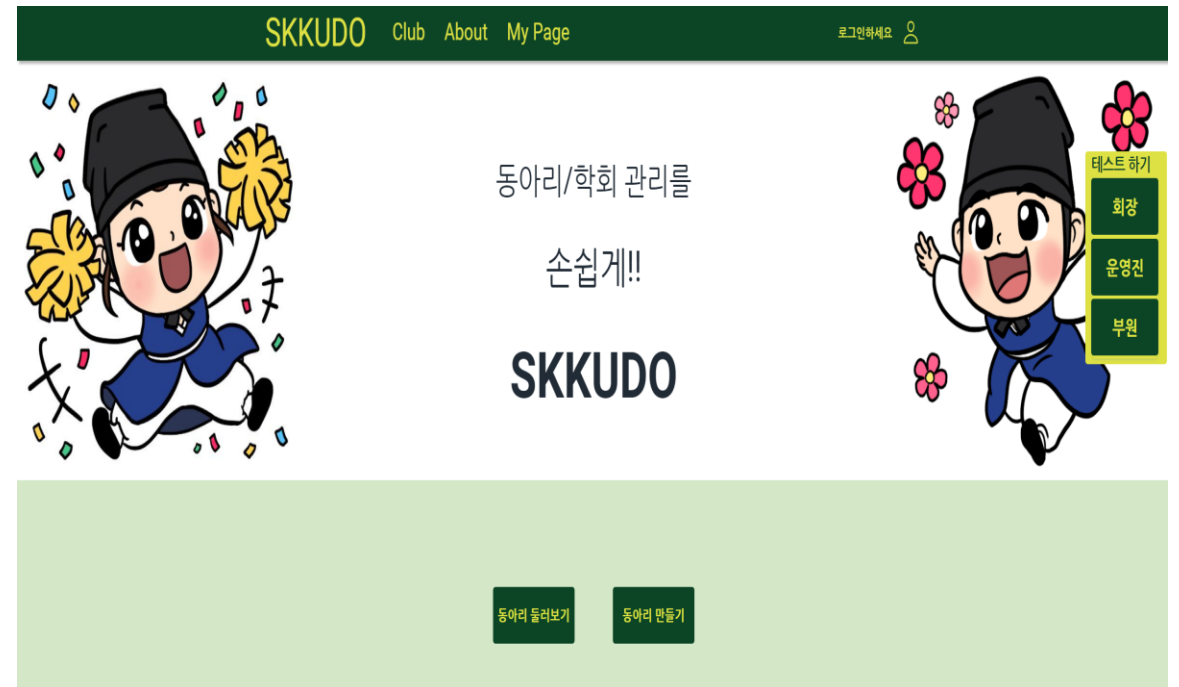 SKKUDO Club About My Page 로그인하세요
동아리/학회 관리를
손쉽게!!
SKKUDO
테스트 하기
회장
운영진
부원
동아리 둘러보기 동아리 만들기